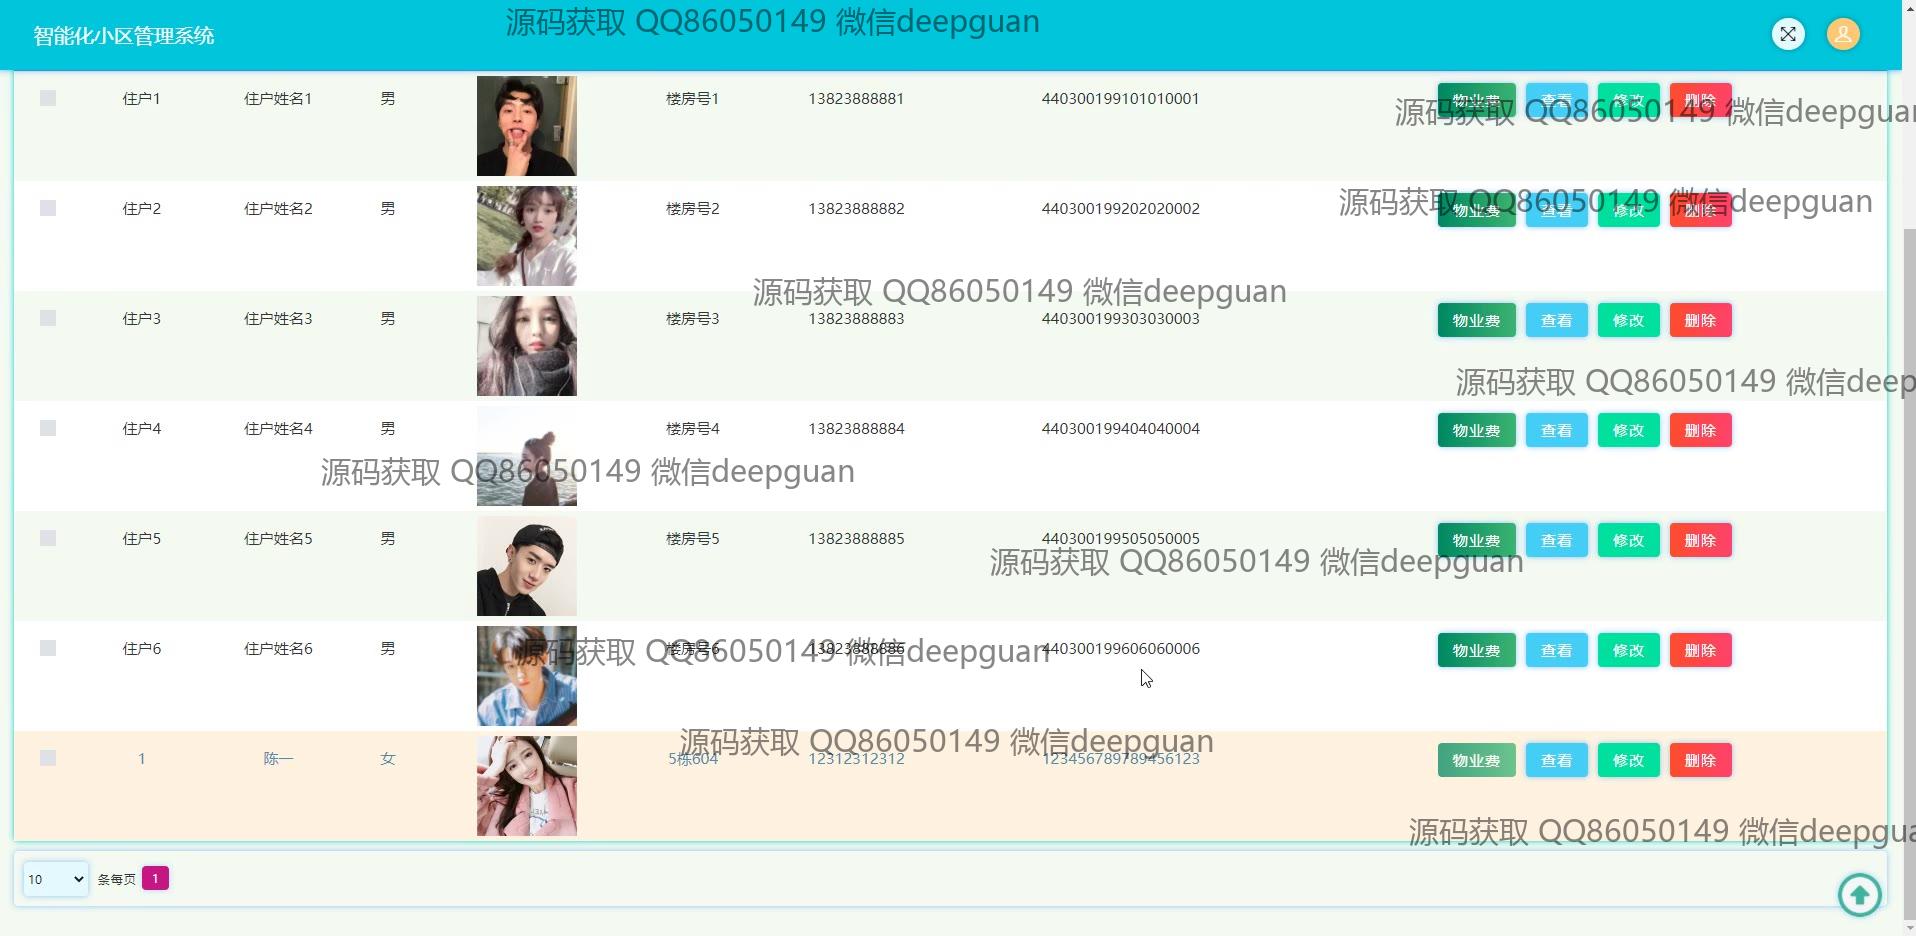 智能化小区管理系统
源码获取 QQ86050149 微信deepguan
住户1 住户姓名1 男 楼房号1 13823888881 440300199101010001 物业费 查看 修改 删除
源码获取 QQ86050149 微信deepguan
住户2 住户姓名2 男 楼房号2 13823888882 440300199202020002 物业费 查看 修改 删除
源码获取 QQ86050149 微信deepguan
源码获取 QQ86050149 微信deepguan
住户3 住户姓名3 男 楼房号3 13823888883 440300199303030003 物业费 查看 修改 删除
源码获取 QQ86050149 微信deep
住户4 住户姓名4 男 楼房号4 13823888884 440300199404040004 物业费 查看 修改 删除
源码获取 QQ86050149 微信deepguan
住户5 住户姓名5 男 楼房号5 13823888885 440300199505050005 物业费 查看 修改 删除
源码获取 QQ86050149 微信deepguan
住户6 住户姓名6 男 楼房号6 13823888886 440300199606060006 物业费 查看 修改 删除
源码获取 QQ86050149 微信deepguan
源码获取 QQ86050149 微信deepguan
1 陈一 女 5栋604 12312312312 123456789789456123 物业费 查看 修改 删除
源码获取 QQ86050149 微信deepgua
10 条每页 1